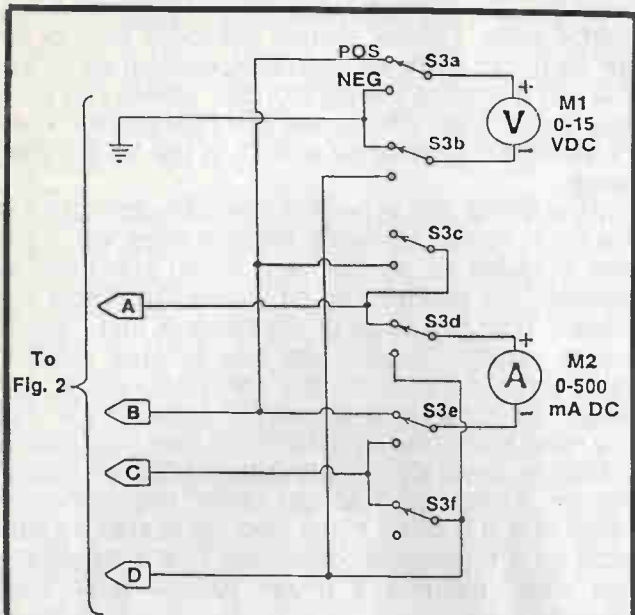 POS
S3a
NEG
+
M1
V
0-15
VDC
S3b
−
S3c
A
S3d
+
To
Fig. 2
A
M2
0-500
mA DC
−
B
S3e
C
S3f
D